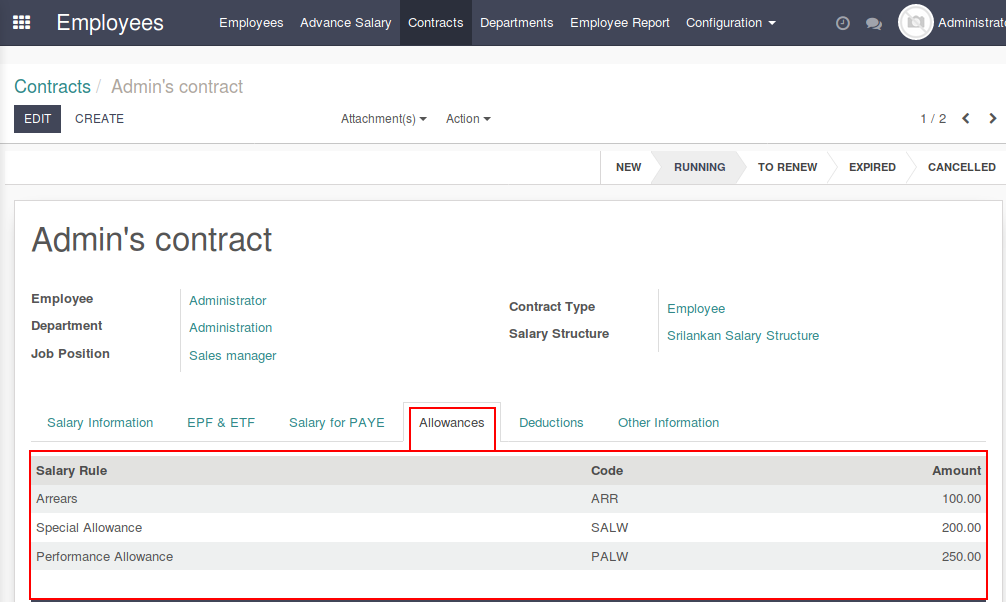 Employees Employees Advance Salary Contracts Departments Employee Report Configuration
Contracts / Admin's contract
EDIT CREATE Attachment(s) Action 1 / 2
NEW RUNNING TO RENEW EXPIRED CANCELLED
Admin's contract
Employee Administrator
Department Administration
Job Position Sales manager
Contract Type Employee
Salary Structure Srilankan Salary Structure
Salary Information EPF & ETF Salary for PAYE Allowances Deductions Other Information
Salary Rule Code Amount
Arrears ARR 100.00
Special Allowance SALW 200.00
Performance Allowance PALW 250.00